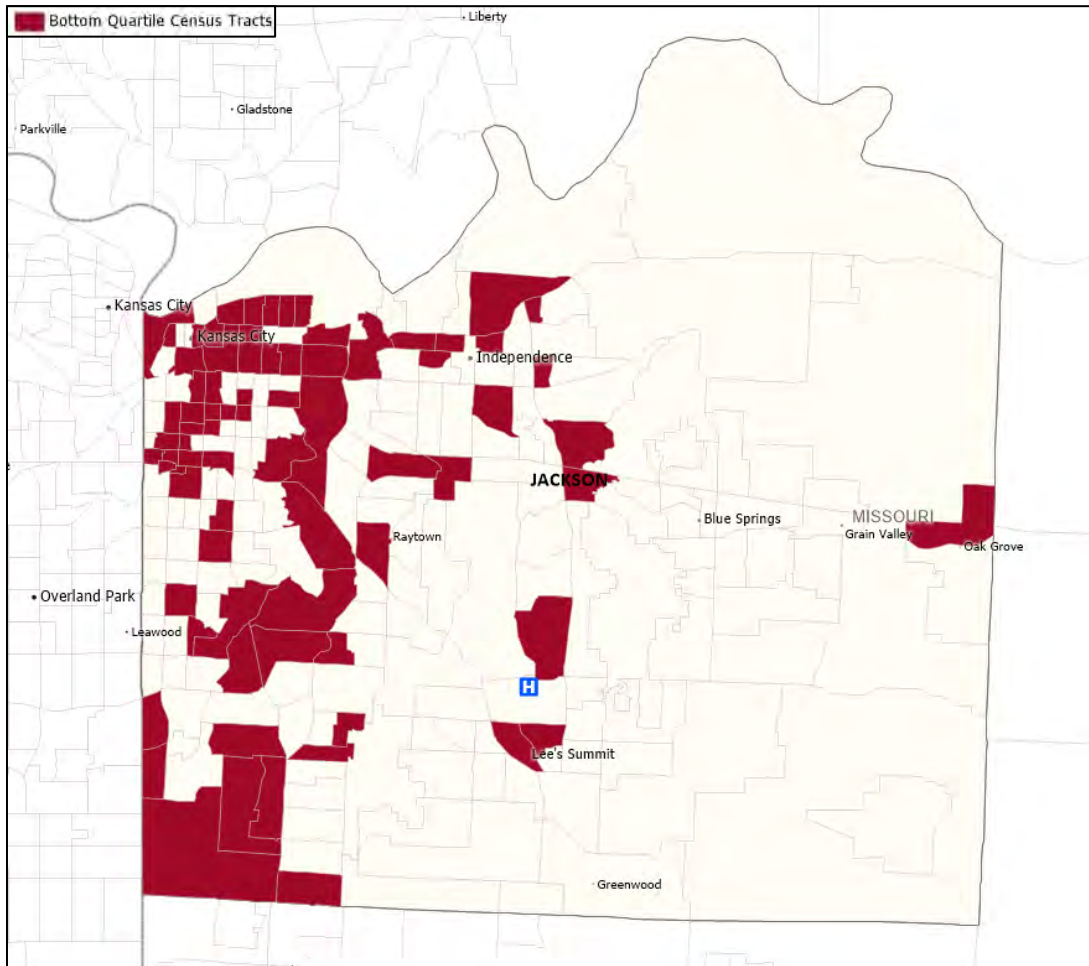 Bottom Quartile Census Tracts
Liberty
Gladstone
Parkville
Kansas City
Kansas City
Independence
JACKSON
Blue Springs
MISSOURI
Grain Valley
Oak Grove
Raytown
Overland Park
Leawood
H
Lee's Summit
Greenwood